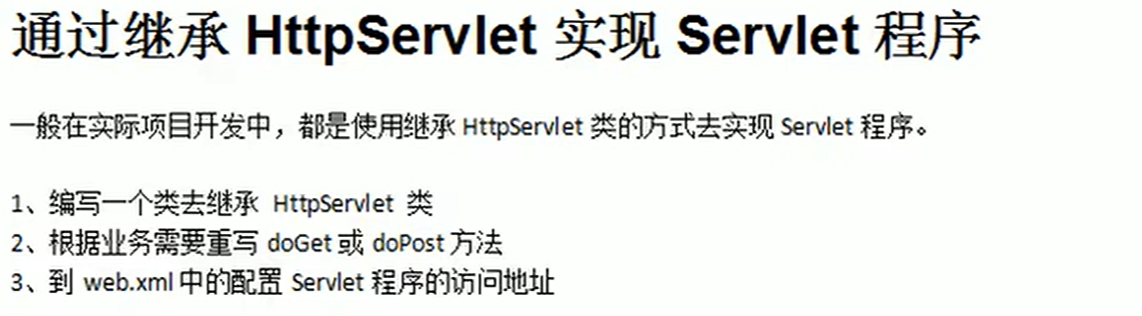 通过继承 HttpServlet 实现 Servlet 程序
一般在实际项目开发中，都是使用继承 HttpServlet 类的方式去实现 Servlet 程序。
1、编写一个类去继承 HttpServlet 类
2、根据业务需要重写 doGet 或 doPost 方法
3、到 web.xml 中的配置 Servlet 程序的访问地址